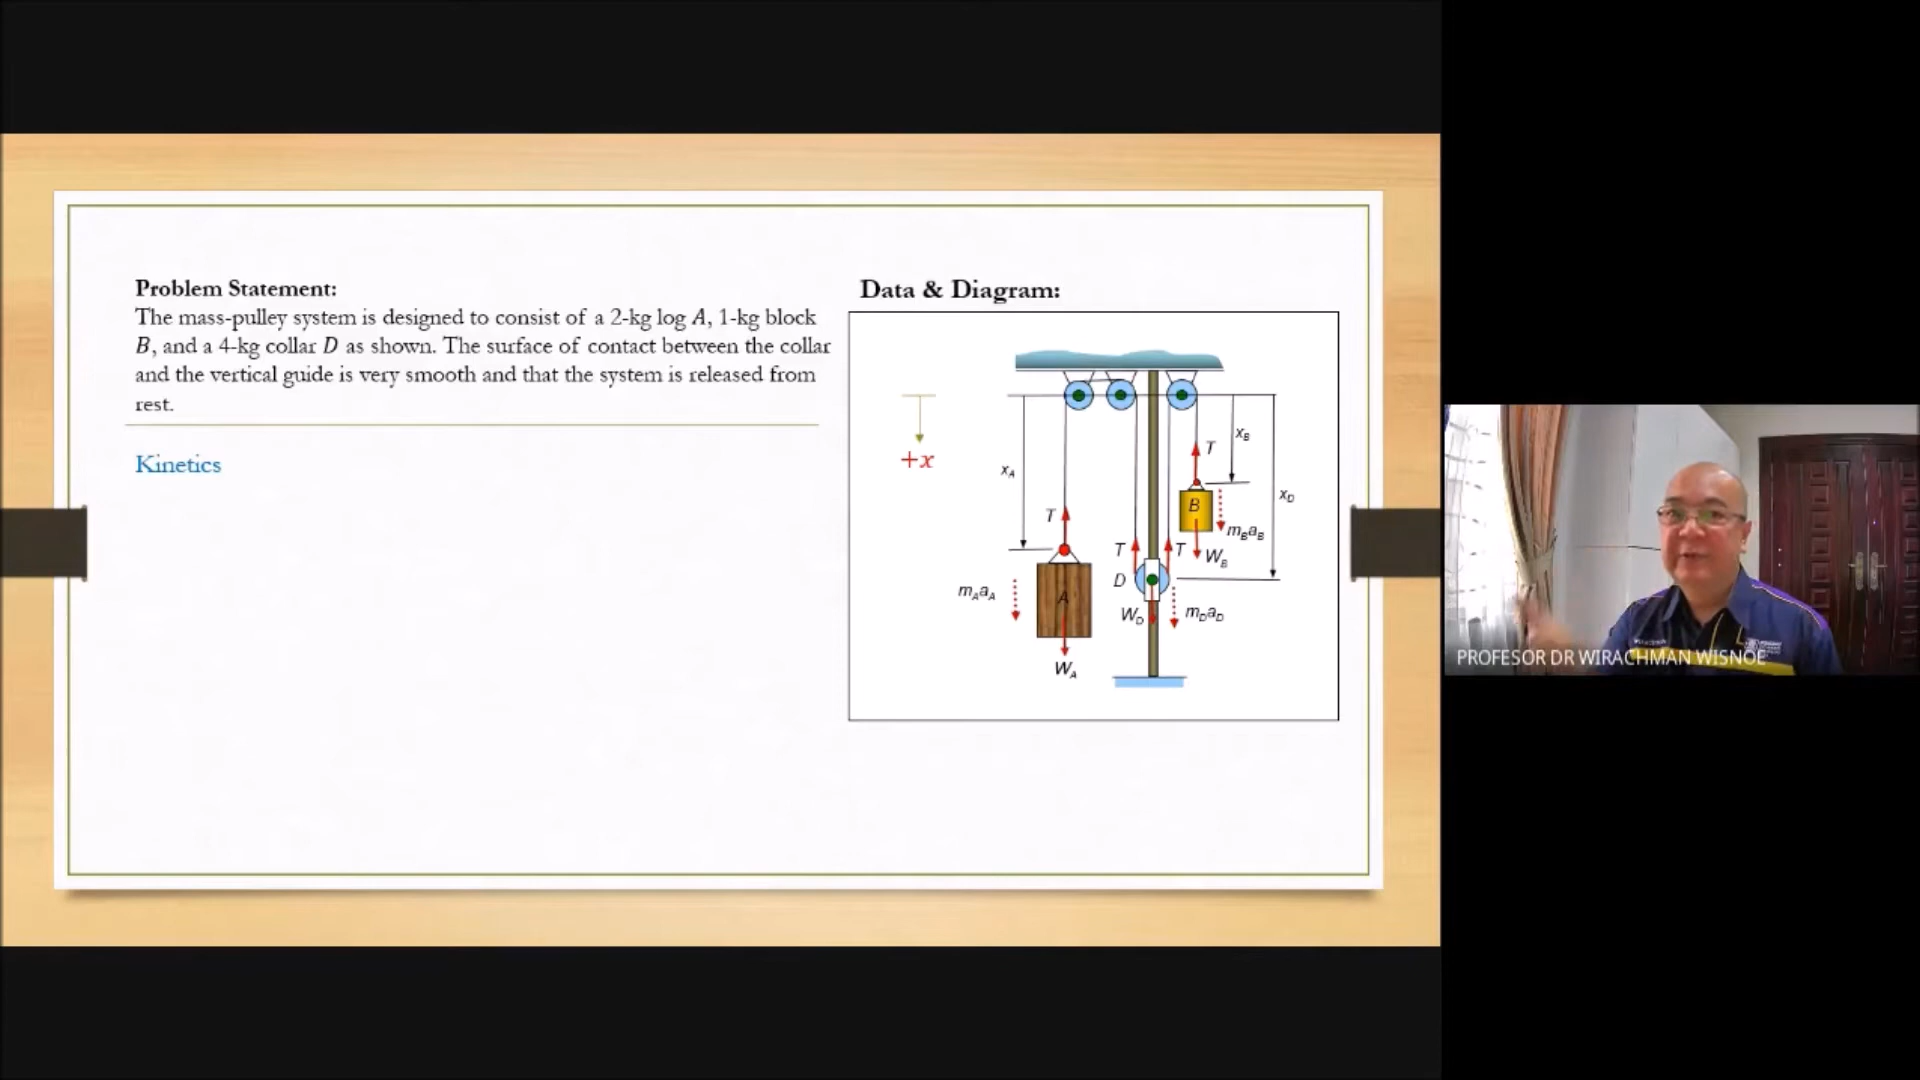 Problem Statement:
The mass-pulley system is designed to consist of a 2-kg log A, 1-kg block
B, and a 4-kg collar D as shown. The surface of contact between the collar
and the vertical guide is very smooth and that the system is released from
rest.
Kinetics
Data & Diagram:
+x
x_A
x_B
x_D
T
T
B
m_Ba_B
W_B
T
T
D
m_Aa_A
A
W_D
m_Da_D
W_A
PROFESOR DR WIRACHMAN WISNOE